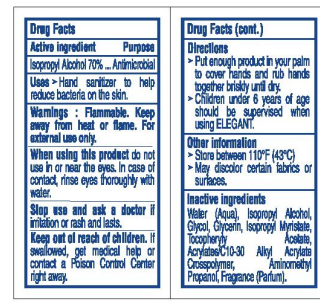 Drug Facts
Active ingredient Purpose
Isopropyl Alcohol 70% ... Antimicrobial
Uses > Hand sanitizer to help
reduce bacteria on the skin.
Warnings : Flammable. Keep
away from heat or flame. For
external use only.
When using this product do not
use in or near the eyes. In case of
contact, rinse eyes thoroughly with
water.
Stop use and ask a doctor if
irritation or rash and lasts.
Keep out of reach of children. If
swallowed, get medical help or
contact a Poison Control Center
right away.
Drug Facts (cont.)
Directions
> Put enough product in your palm
to cover hands and rub hands
together briskly until dry.
> Children under 6 years of age
should be supervised when
using ELEGANT.
Other information
> Store between 110°F (43°C)
> May discolor certain fabrics or
surfaces.
Inactive ingredients
Water (Aqua), Isopropyl Alcohol,
Glycol, Glycerin, Isopropyl Myristate,
Tocopheryly Acetate,
Acrylates/C10-30 Alkyl Acrylate
Crosspolymer, Aminomethyl
Propanol, Fragrance (Parfum).